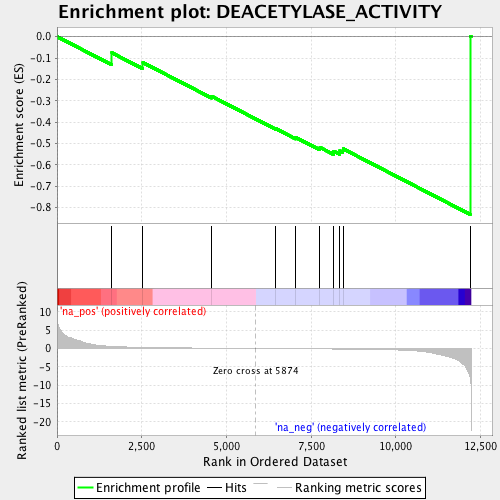 Enrichment plot: DEACETYLASE_ACTIVITY
Enrichment score (ES)
0.0
-0.1
-0.2
-0.3
-0.4
-0.5
-0.6
-0.7
-0.8
'na_pos' (positively correlated)
Ranked list metric (PreRanked)
10
5
0
-5
-10
-15
-20
Zero cross at 5874
'na_neg' (negatively correlated)
0
2,500
5,000
7,500
10,000
12,500
Rank in Ordered Dataset
Enrichment profile
Hits
Ranking metric scores